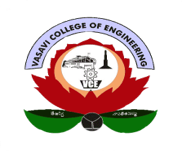 VASAVI COLLEGE OF ENGINEERING
VCE